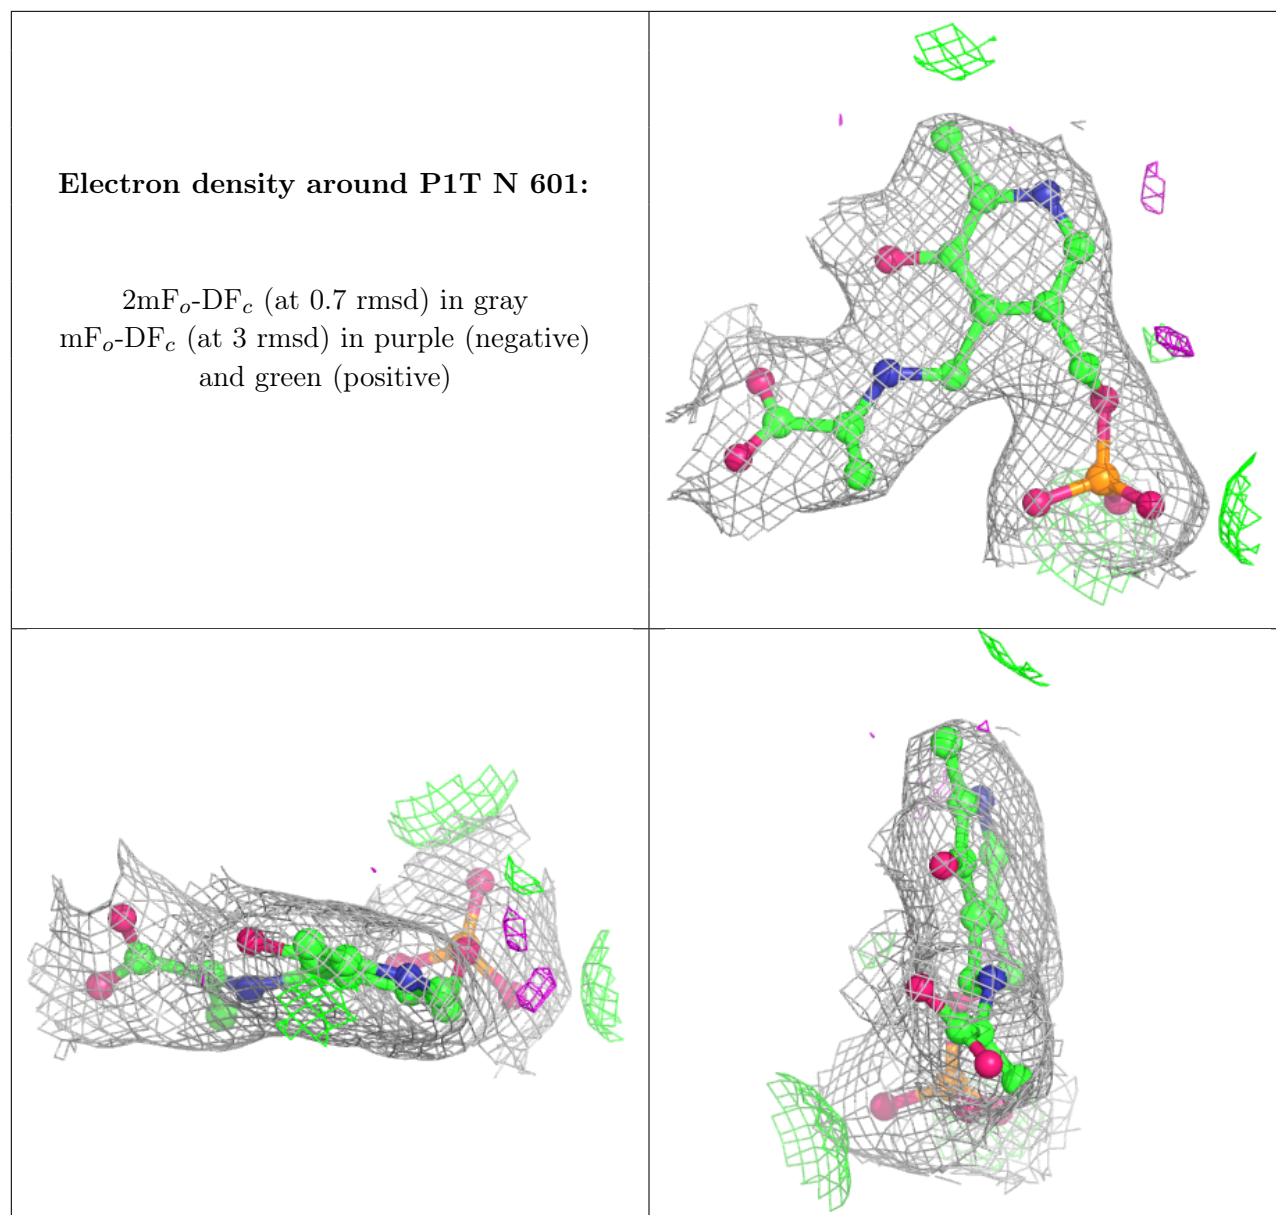 Electron density around P1T N 601:
2mFo-DFc (at 0.7 rmsd) in gray
mFo-DFc (at 3 rmsd) in purple (negative)
and green (positive)